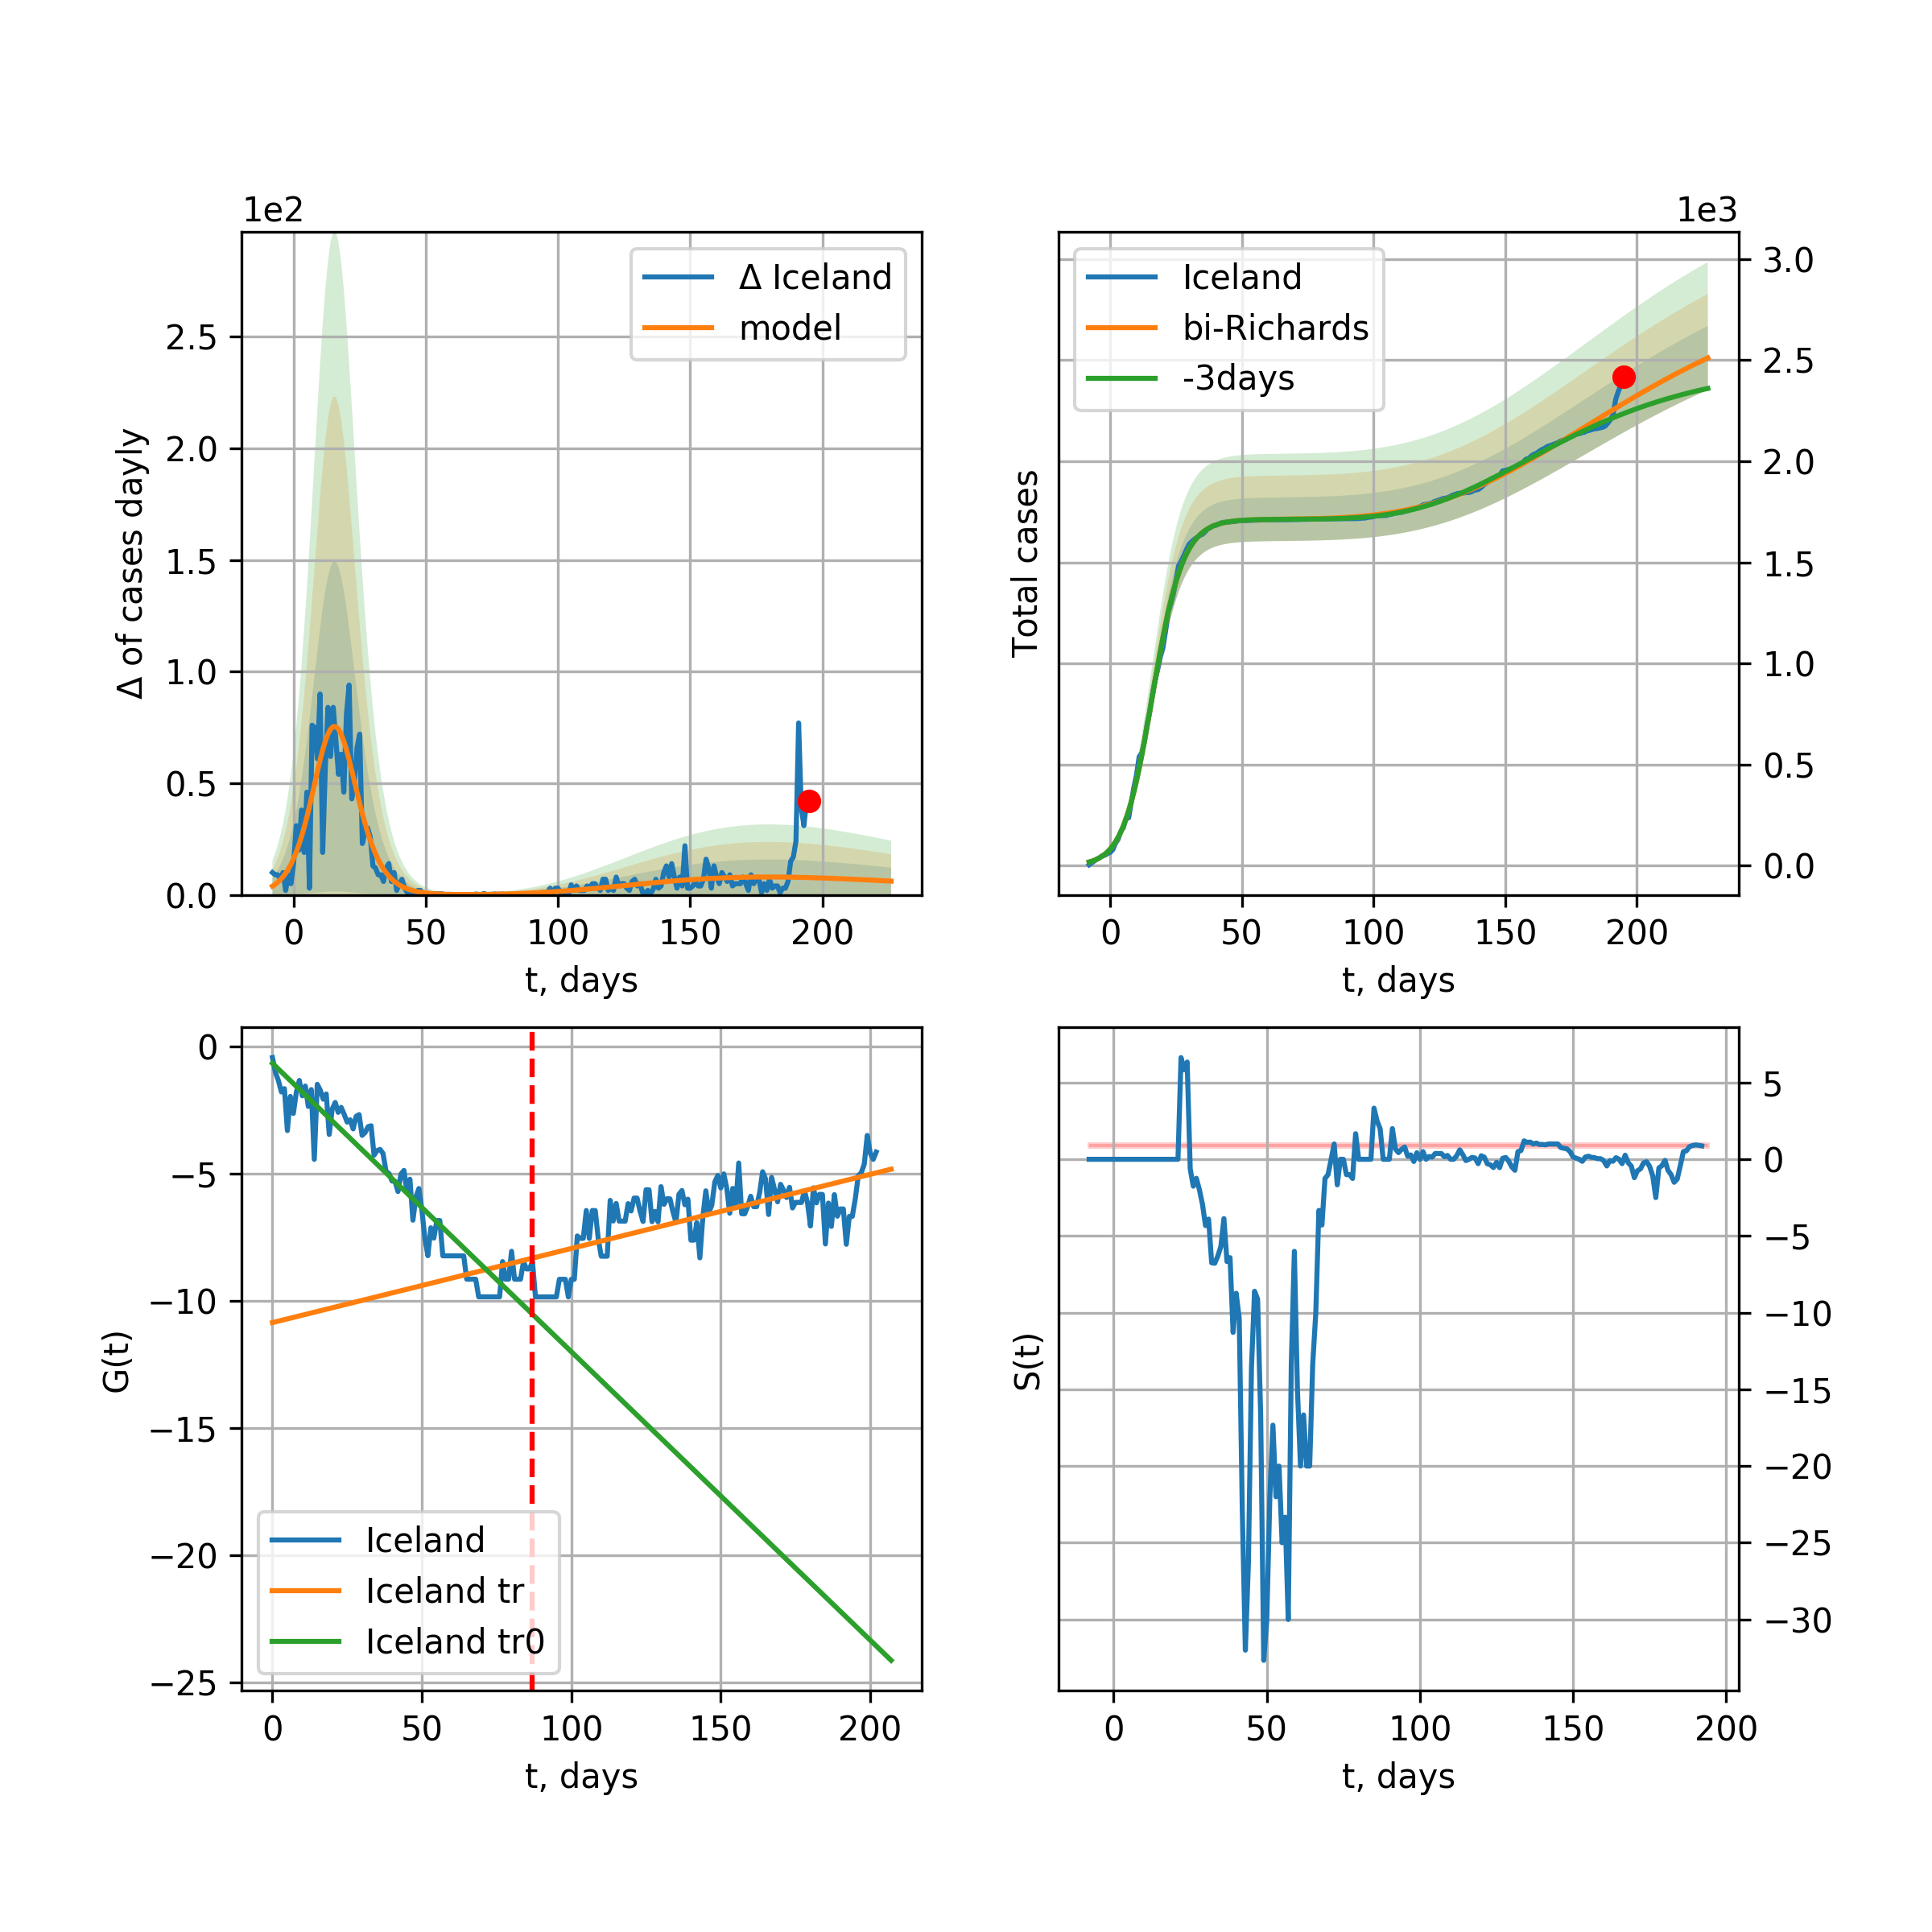 1e2
Δ of cases dayly
2.5
2.0
1.5
1.0
0.5
0.0
Δ Iceland
model
0 50 100 150 200
t, days
1e3
Total cases
Iceland
bi-Richards
-3days
3.0
2.5
2.0
1.5
1.0
0.5
0.0
0 50 100 150 200
t, days
G(t)
0
−5
−10
−15
−20
−25
Iceland
Iceland tr
Iceland tr0
0 50 100 150 200
t, days
S(t)
5
0
−5
−10
−15
−20
−25
−30
0 50 100 150 200
t, days